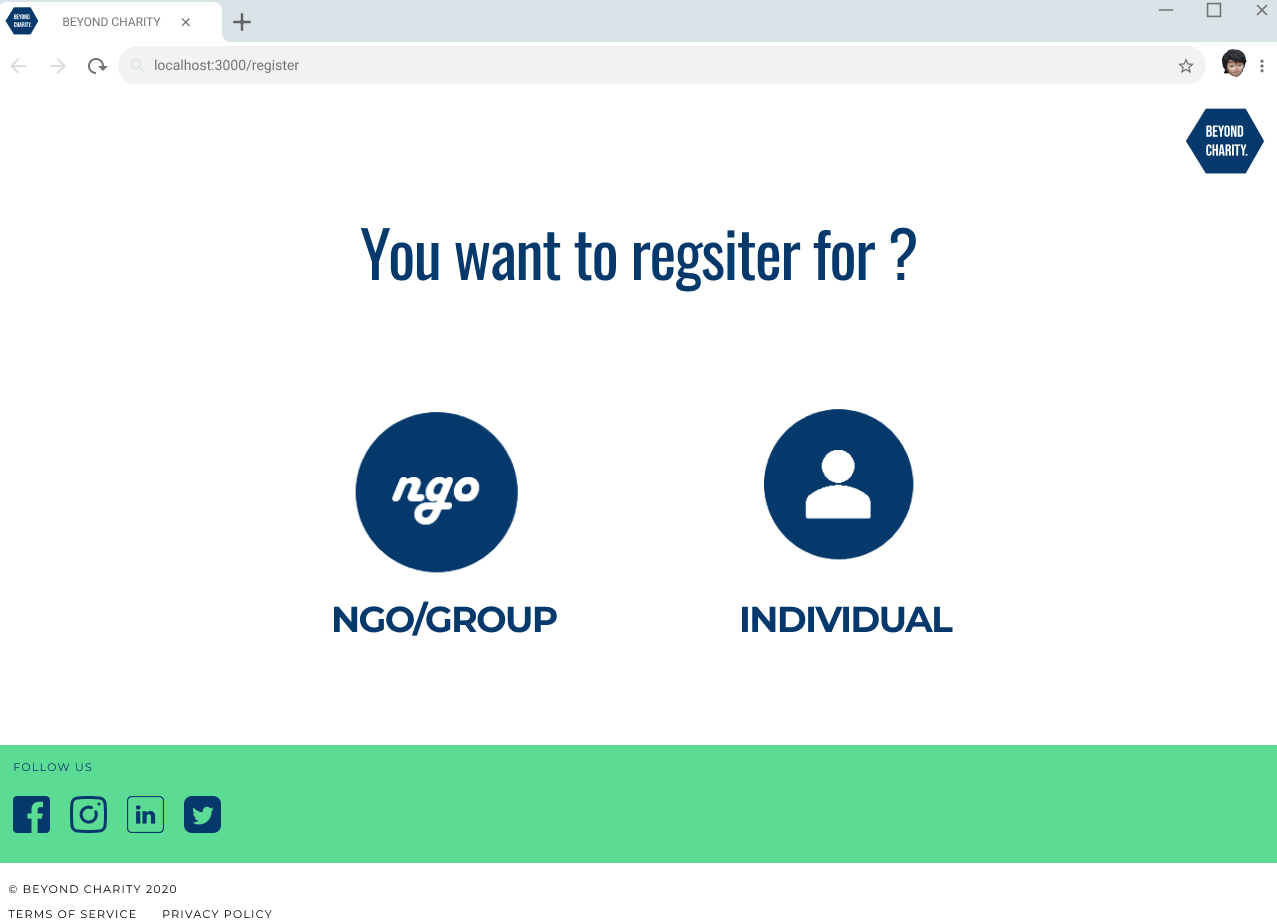 BEYOND CHARITY.
BEYOND CHARITY
localhost:3000/register
BEYOND
CHARITY.
You want to regsiter for ?
ngo
NGO/GROUP
INDIVIDUAL
FOLLOW US
in
© BEYOND CHARITY 2020
TERMS OF SERVICE PRIVACY POLICY